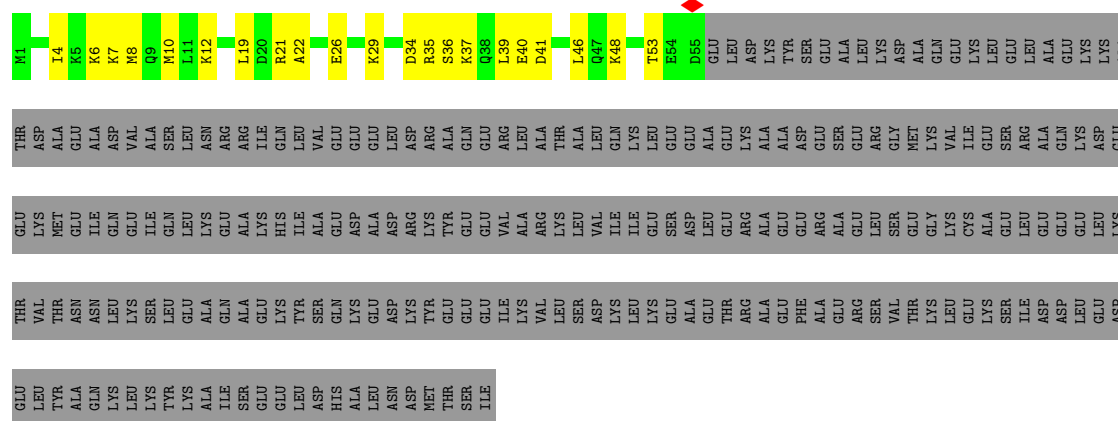 M1 I4 K5 K6 K7 M8 Q9 M10 L11 K12 L19 D20 R21 A22 E26 K29 D34 R35 S36 K37 Q38 L39 E40 D41 L46 Q47 K48 T53 E54 D55 GLU LEU ASP LYS TYR SER GLU ALA LEU LYS ASP ALA GLN GLU LYS LEU GLU LEU ALA GLU LYS LYS
THR ASP ALA GLU ALA ASP VAL ALA SER LEU ASN ARG ARG ILE GLN LEU VAL GLU GLU GLU LEU ASP ARG ALA GLN GLU ARG LEU ALA THR ALA LEU GLN LYS LEU GLU GLU ALA GLU LYS ALA ALA ASP GLU SER GLU ARG GLY MET LYS VAL ILE GLU SER ARG ALA GLN LYS ASP GLU
GLU LYS MET GLU ILE GLN GLU ILE GLN LEU LYS GLU ALA LYS HIS ILE ALA GLU ASP ALA ASP ARG LYS TYR GLU GLU VAL ALA ARG LYS LEU VAL ILE ILE GLU SER ASP LEU GLU ARG ALA GLU GLU ARG ALA GLU LEU SER GLU GLY LYS CYS ALA GLU LEU GLU GLU GLU LEU LYS
THR VAL THR ASN ASN LEU LYS SER LEU GLU ALA GLN ALA GLU LYS TYR SER GLN LYS GLU ASP LYS TYR GLU GLU GLU ILE LYS VAL LEU SER ASP LYS LEU LYS GLU ALA GLU THR ARG ALA GLU PHE ALA GLU ARG SER VAL THR LYS LEU GLU LYS SER ILE ASP ASP LEU GLU ASP
GLU LEU TYR ALA GLN LYS LEU LYS TYR LYS ALA ILE SER GLU GLU LEU ASP HIS ALA LEU ASN ASP MET THR SER ILE